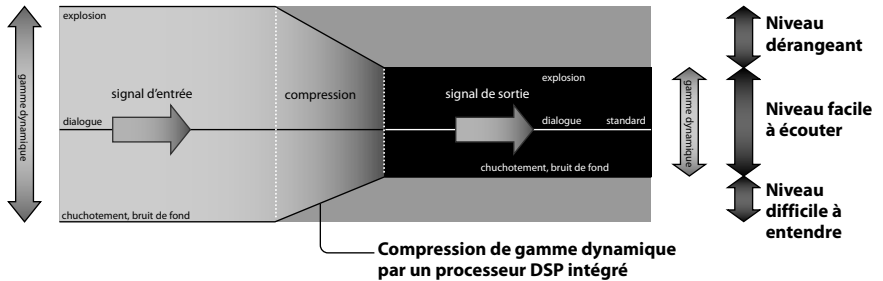 explosion
Niveau
dérangeant
gamme dynamique
signal d'entrée
compression
signal de sortie
explosion
gamme dynamique
Niveau facile
à écouter
dialogue
dialogue
standard
chuchotement, bruit de fond
chuchotement, bruit de fond
Niveau
difficile à
entendre
Compression de gamme dynamique
par un processeur DSP intégré